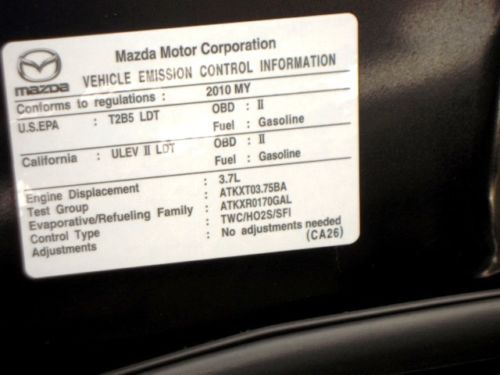 mazda
Mazda Motor Corporation
VEHICLE EMISSION CONTROL INFORMATION
Conforms to regulations : 2010 MY
U.S.EPA : T2B5 LDT OBD : II
Fuel : Gasoline
California : ULEV II LDT OBD : II
Fuel : Gasoline
Engine Displacement : 3.7L
Test Group : ATKXT03.75BA
Evaporative/Refueling Family : ATKXR0170GAL
Control Type : TWC/HO2S/SFI
Adjustments : No adjustments needed
(CA26)